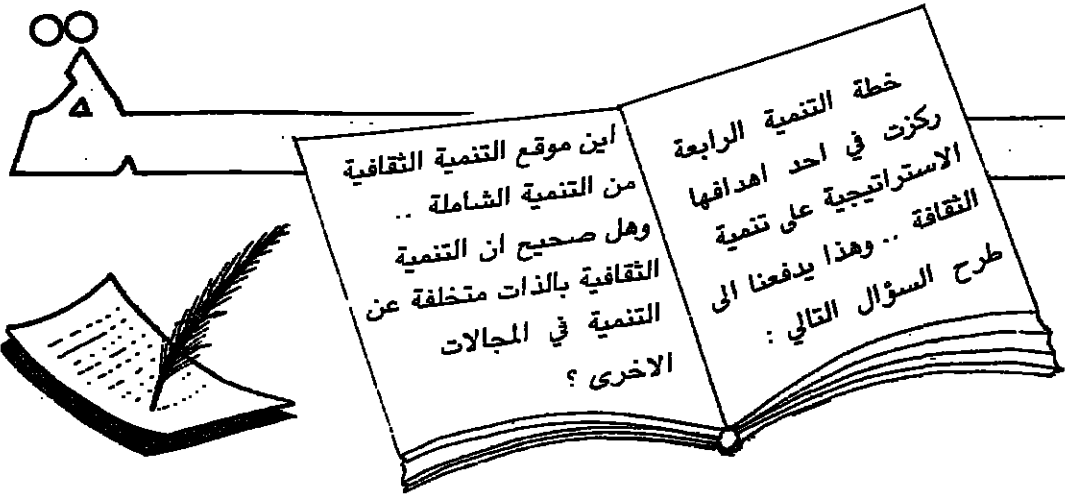 خطة التنمية الرابعة
ركزت في احد اهدافها
الاستراتيجية على تنمية
الثقافة .. وهذا يدفعنا الى
طرح السؤال التالي :
اين موقع التنمية الثقافية
من التنمية الشاملة ..
وهل صحيح ان التنمية
الثقافية بالذات متخلفة عن
التنمية في المجالات
الاخرى ؟